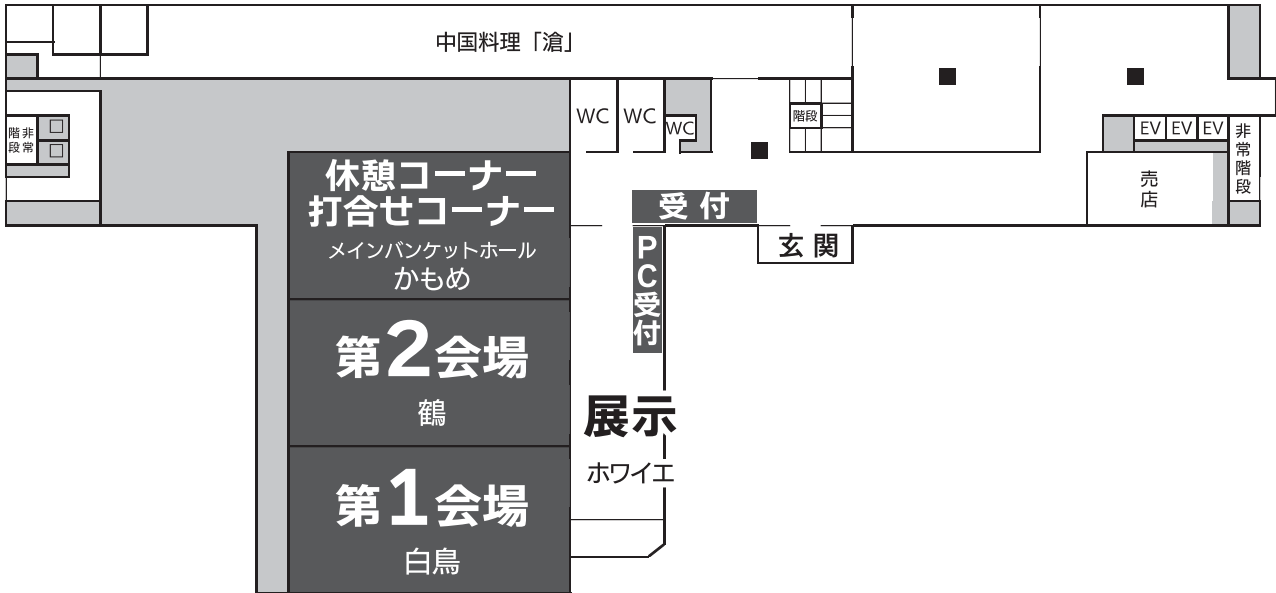 中国料理「滄」
WC
WC
WC
階段
EV
EV
EV
非常階段
非常
階段
売店
休憩コーナー
打合せコーナー
メインバンケットホール
かもめ
受付
玄関
PC受付
第2会場
鶴
展示
ホワイエ
第1会場
白鳥